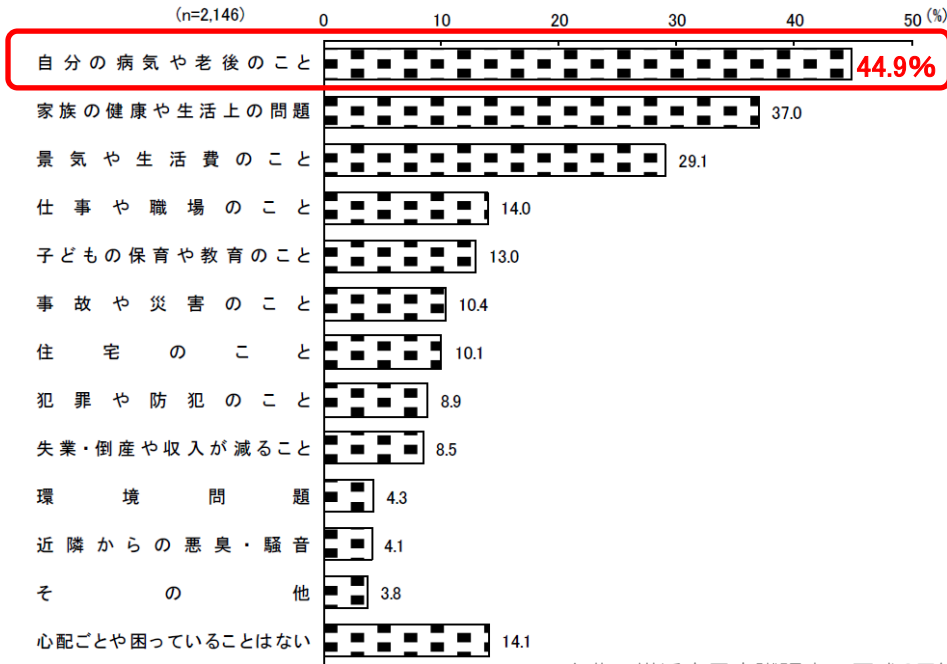 (n=2,146)
0 10 20 30 40 50 (%)
自分の病気や老後のこと 44.9%
家族の健康や生活上の問題 37.0
景気や生活費のこと 29.1
仕事や職場のこと 14.0
子どもの保育や教育のこと 13.0
事故や災害のこと 10.4
住宅のこと 10.1
犯罪や防犯のこと 8.9
失業・倒産や収入が減ること 8.5
環境問題 4.3
近隣からの悪臭・騒音 4.1
その他 3.8
心配ごとや困っていることはない 14.1